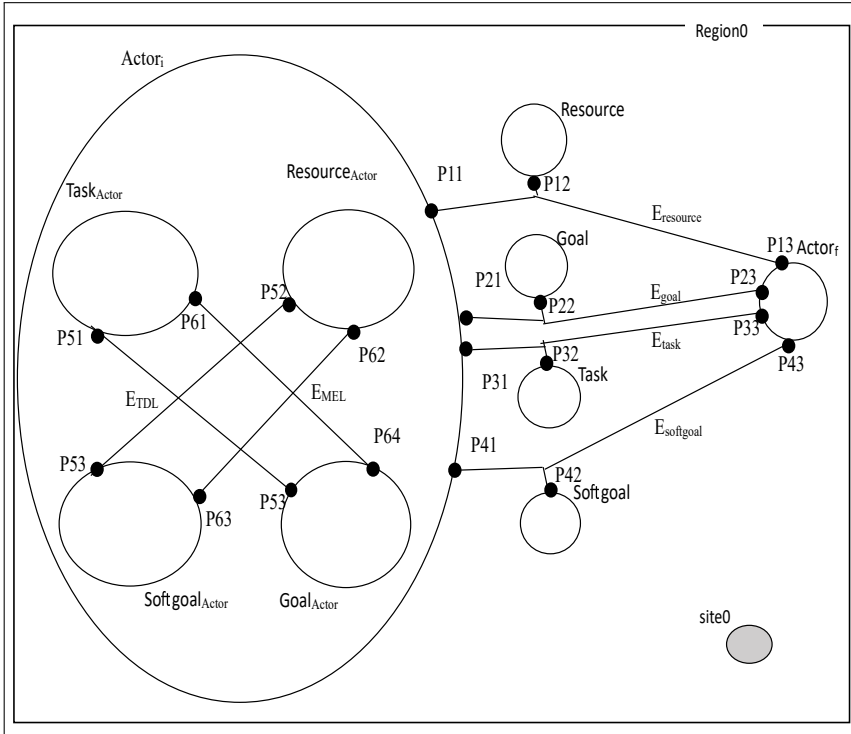 Region0
Actori
Resource
ResourceActor
P11
TaskActor
P12
Eresource
Goal
P13
Actorf
P21
P23
P52
P22
Egoal
P61
P51
P33
P62
P32
Etask
P43
P31
Task
ETDL
EMEL
Esoftgoal
P64
P41
P53
P42
P53
P63
Softgoal
SoftgoalActor
GoalActor
site0